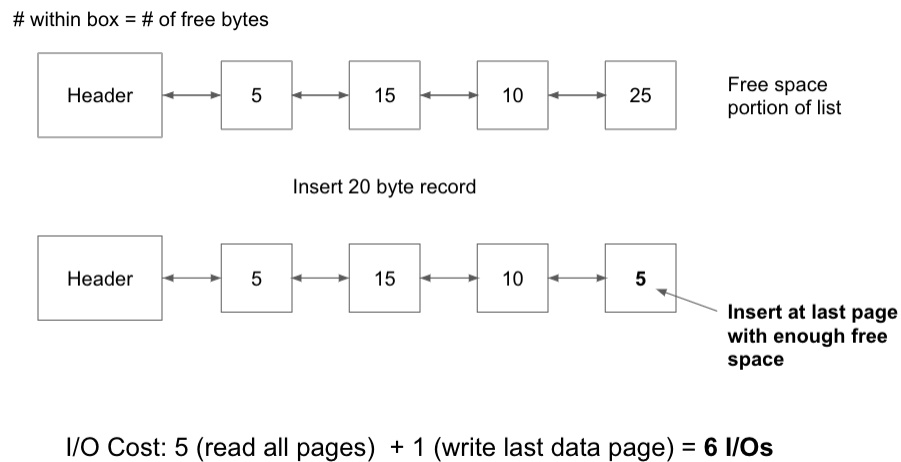 # within box = # of free bytes
Header
5
15
10
25
Free space
portion of list
Insert 20 byte record
Header
5
15
10
5
Insert at last page
with enough free
space
I/O Cost: 5 (read all pages)  + 1 (write last data page) = 6 I/Os